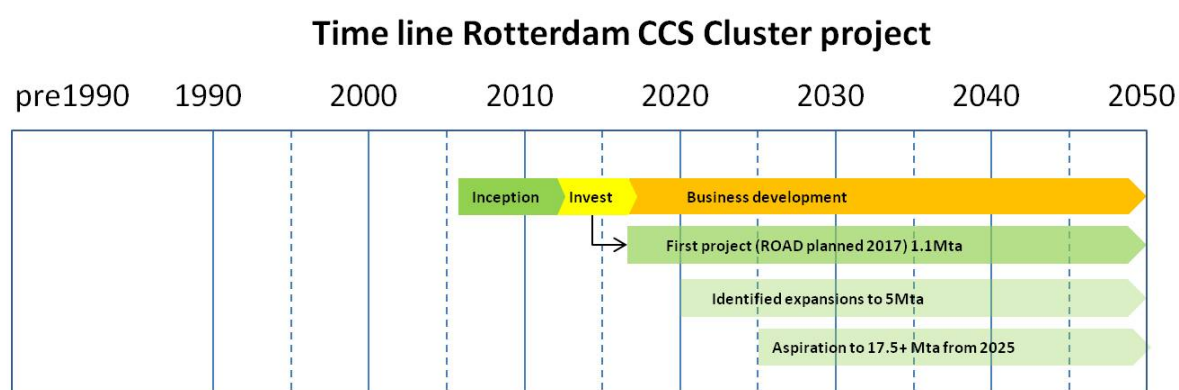 Time line Rotterdam CCS Cluster project
pre1990 1990 2000 2010 2020 2030 2040 2050
Inception Invest Business development
First project (ROAD planned 2017) 1.1Mta
Identified expansions to 5Mta
Aspiration to 17.5+ Mta from 2025